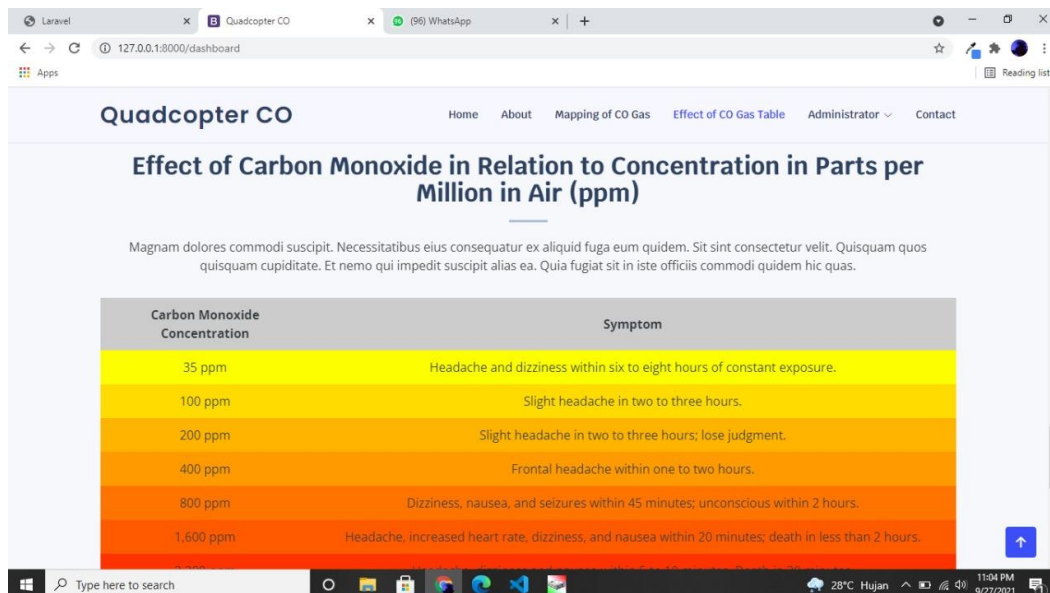 Laravel
Quadcopter CO
(96) WhatsApp
127.0.0.1:8000/dashboard
Apps
Reading list
Quadcopter CO
Home About Mapping of CO Gas Effect of CO Gas Table Administrator Contact
Effect of Carbon Monoxide in Relation to Concentration in Parts per
Million in Air (ppm)
Magnam dolores commodi suscipit. Necessitatibus eius consequatur ex aliquid fuga eum quidem. Sit sint consectetur velit. Quisquam quos
quisquam cupiditate. Et nemo qui impedit suscipit alias ea. Quia fugiat sit in iste officiis commodi quidem hic quas.
Carbon Monoxide
Concentration
Symptom
35 ppm Headache and dizziness within six to eight hours of constant exposure.
100 ppm Slight headache in two to three hours.
200 ppm Slight headache in two to three hours; lose judgment.
400 ppm Frontal headache within one to two hours.
800 ppm Dizziness, nausea, and seizures within 45 minutes; unconscious within 2 hours.
1,600 ppm Headache, increased heart rate, dizziness, and nausea within 20 minutes; death in less than 2 hours.
Type here to search
28°C Hujan
11:04 PM
9/27/2021